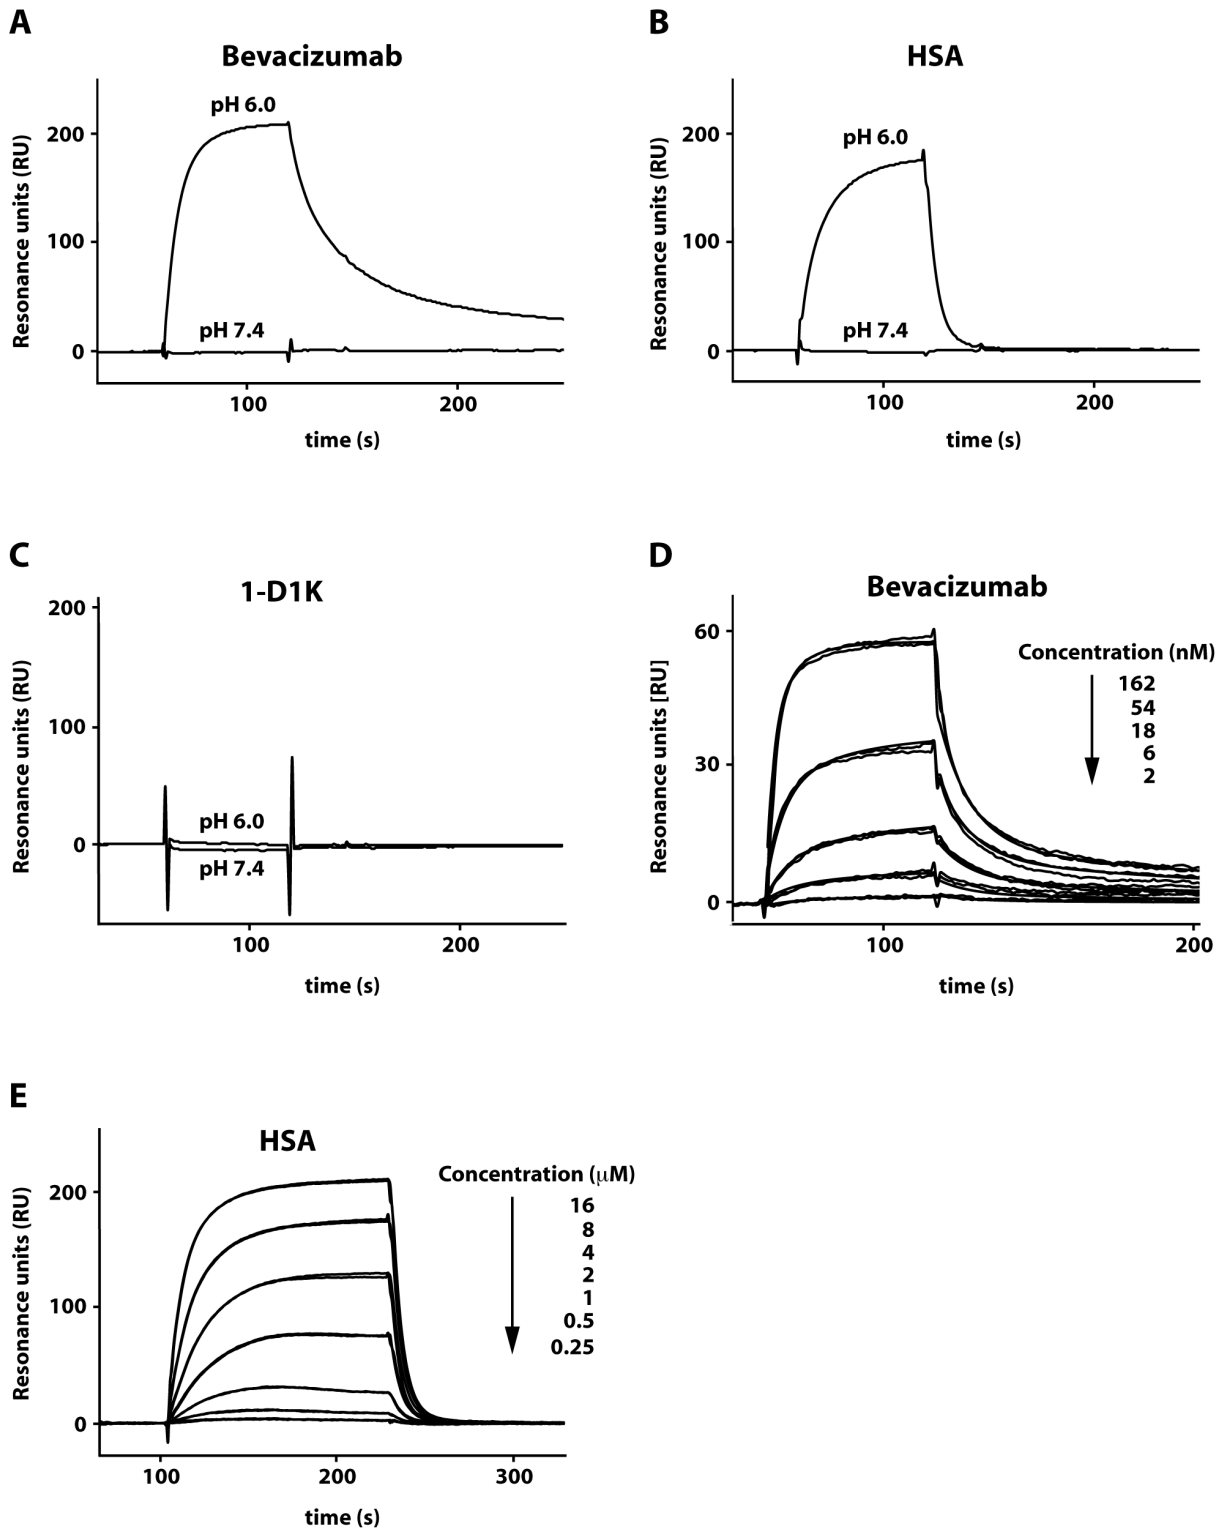 A
Bevacizumab
Resonance units (RU)
200
100
0
pH 6.0
pH 7.4
100
200
time (s)
B
HSA
Resonance units (RU)
200
100
0
pH 6.0
pH 7.4
100
200
time (s)
C
1-D1K
Resonance units (RU)
200
100
0
pH 6.0
pH 7.4
100
200
time (s)
D
Bevacizumab
Resonance units [RU]
60
30
0
Concentration (nM)
162
54
18
6
2
100
200
time (s)
E
HSA
Resonance units (RU)
200
100
0
Concentration (μM)
16
8
4
2
1
0.5
0.25
100
200
300
time (s)